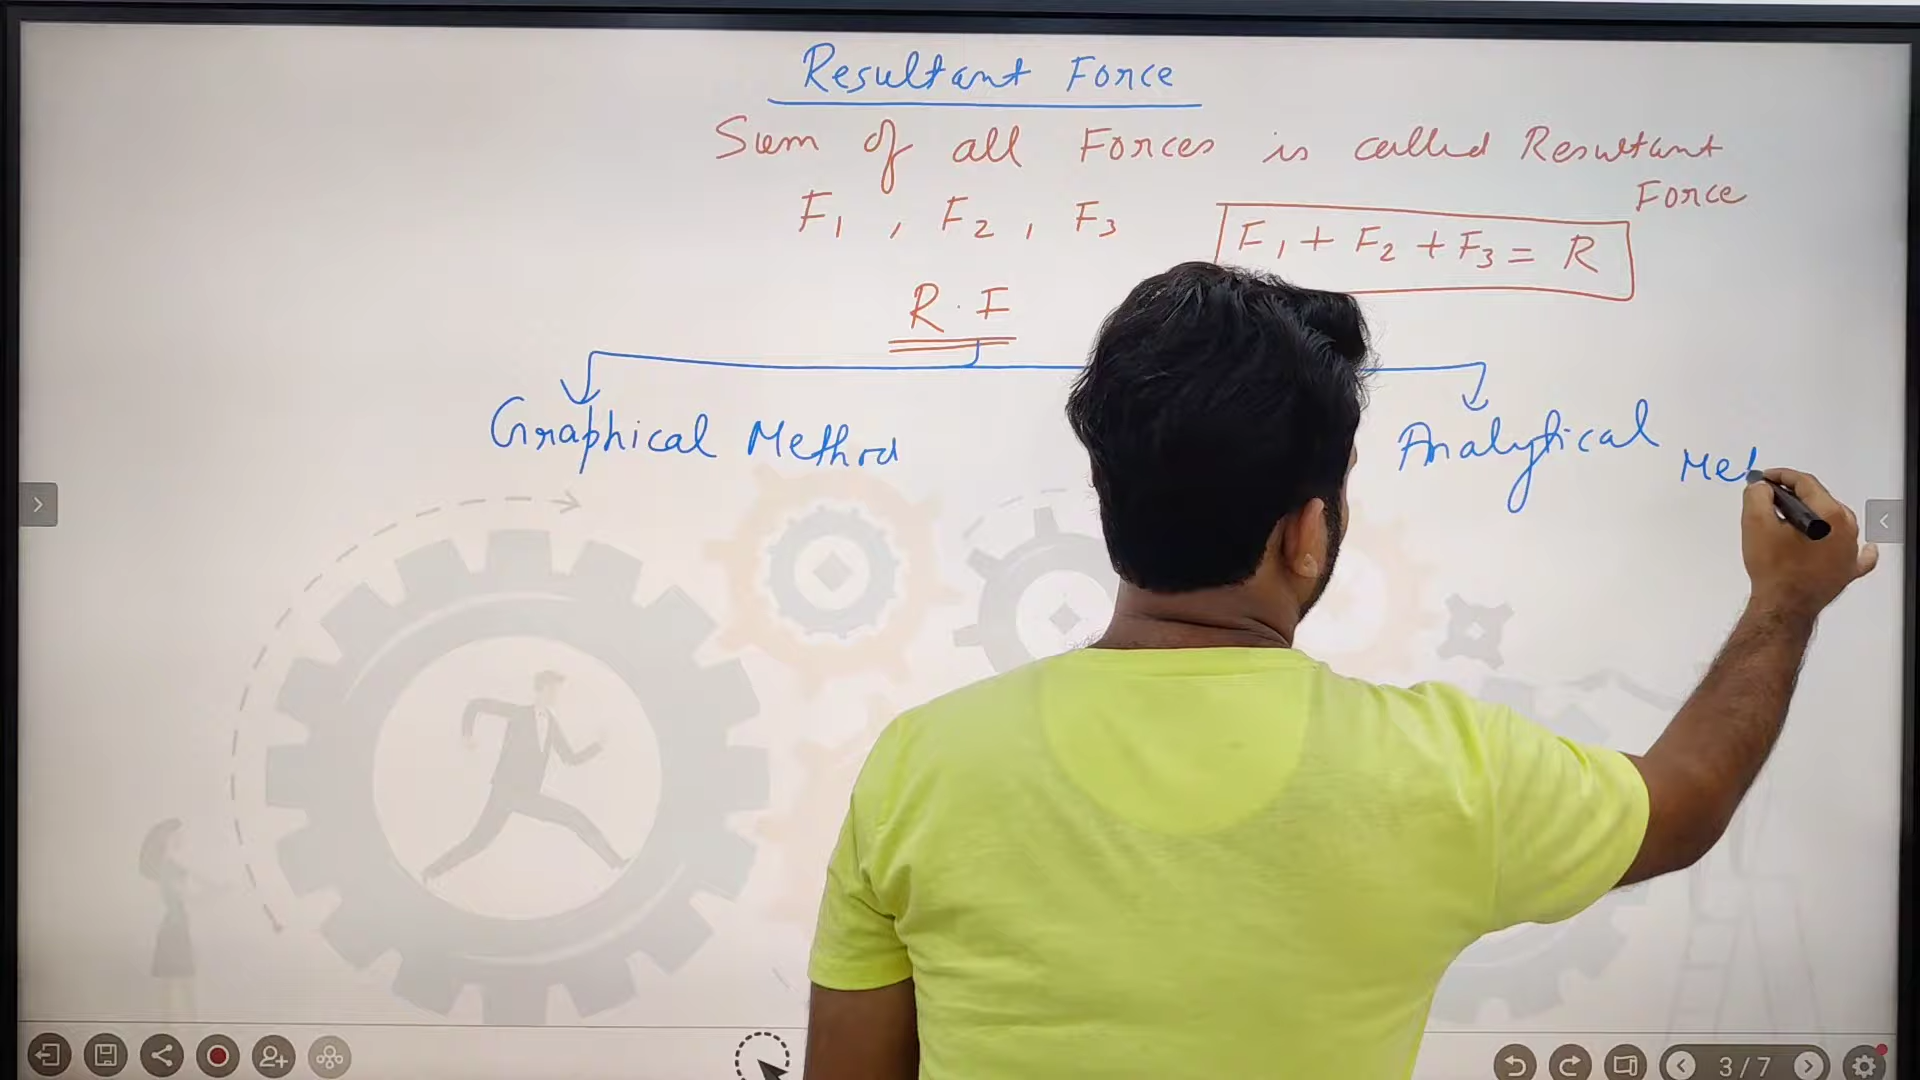 Resultant Force
Sum of all Forces is called Resultant
Force
F1 , F2 , F3
F1 + F2 + F3 = R
R.F
Graphical Method
Analytical Met
3/7